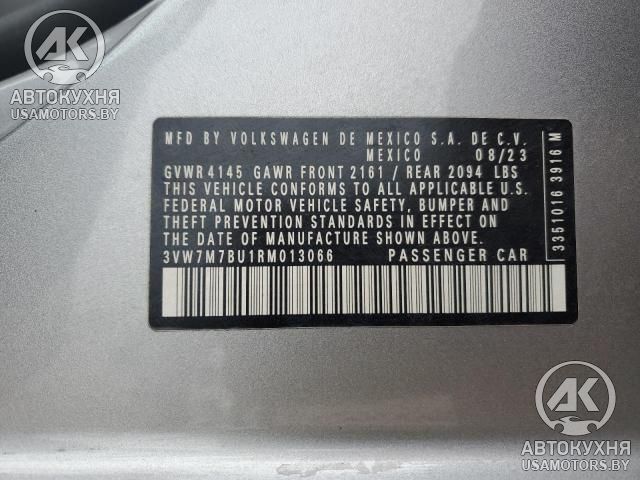 AK
АВТОКУХНЯ
USAMOTORS.BY
MFD BY VOLKSWAGEN DE MEXICO S.A. DE C.V.
MEXICO 08/23
GVWR 4145 GAWR FRONT 2161 / REAR 2094 LBS
THIS VEHICLE CONFORMS TO ALL APPLICABLE U.S.
FEDERAL MOTOR VEHICLE SAFETY, BUMPER AND
THEFT PREVENTION STANDARDS IN EFFECT ON
THE DATE OF MANUFACTURE SHOWN ABOVE.
3VW7M7BU1RM013066 PASSENGER CAR
3351016 3916 M
AK
АВТОКУХНЯ
USAMOTORS.BY